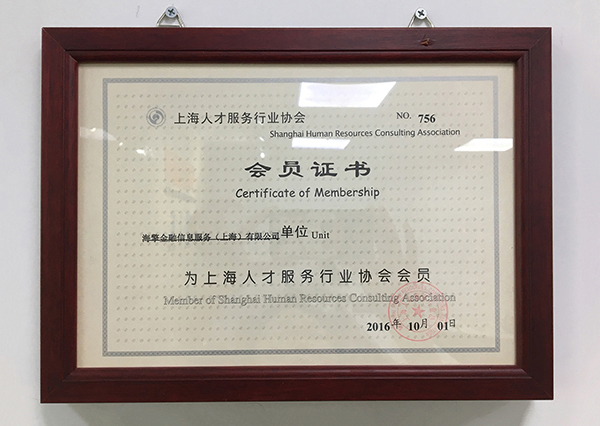 上海人才服务行业协会
NO. 756
Shanghai Human Resources Consulting Association
会员证书
Certificate of Membership
海擎金融信息服务（上海）有限公司单位 Unit
为上海人才服务行业协会会员
Member of Shanghai Human Resources Consulting Association
2016年 10月 01日